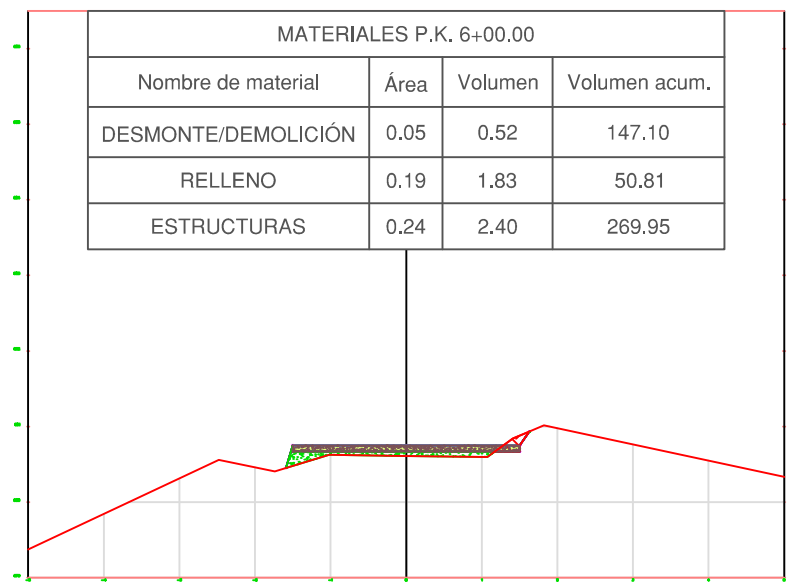 MATERIALES P.K. 6+00.00
Nombre de material Área Volumen Volumen acum.
DESMONTE/DEMOLICIÓN 0.05 0.52 147.10
RELLENO 0.19 1.83 50.81
ESTRUCTURAS 0.24 2.40 269.95